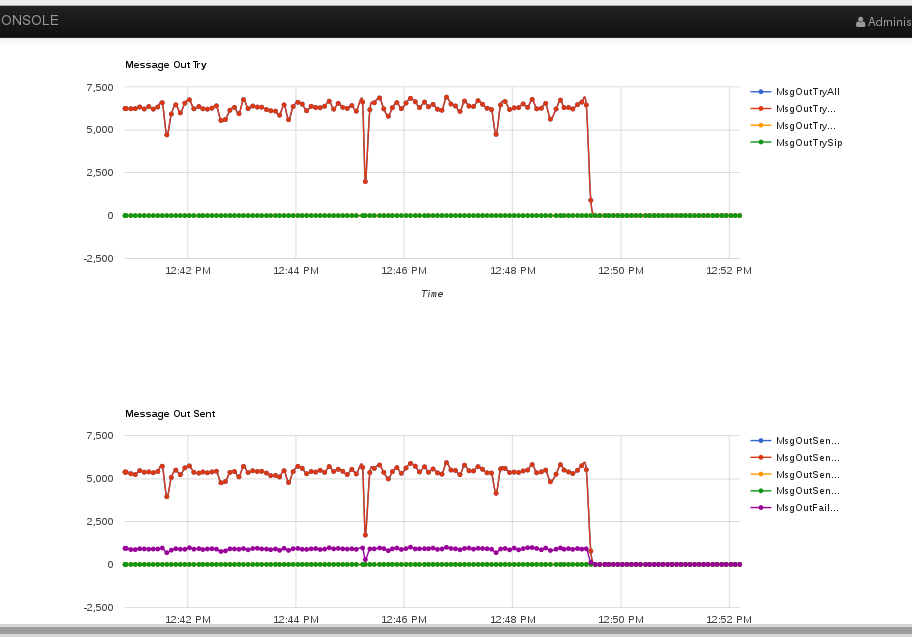 ONSOLE
Adminis
Message Out Try
7,500
5,000
2,500
0
-2,500
12:42 PM 12:44 PM 12:46 PM 12:48 PM 12:50 PM 12:52 PM
Time
MsgOutTryAll
MsgOutTry...
MsgOutTry...
MsgOutTrySip
Message Out Sent
7,500
5,000
2,500
0
-2,500
12:42 PM 12:44 PM 12:46 PM 12:48 PM 12:50 PM 12:52 PM
MsgOutSen...
MsgOutSen...
MsgOutSen...
MsgOutSen...
MsgOutFail...